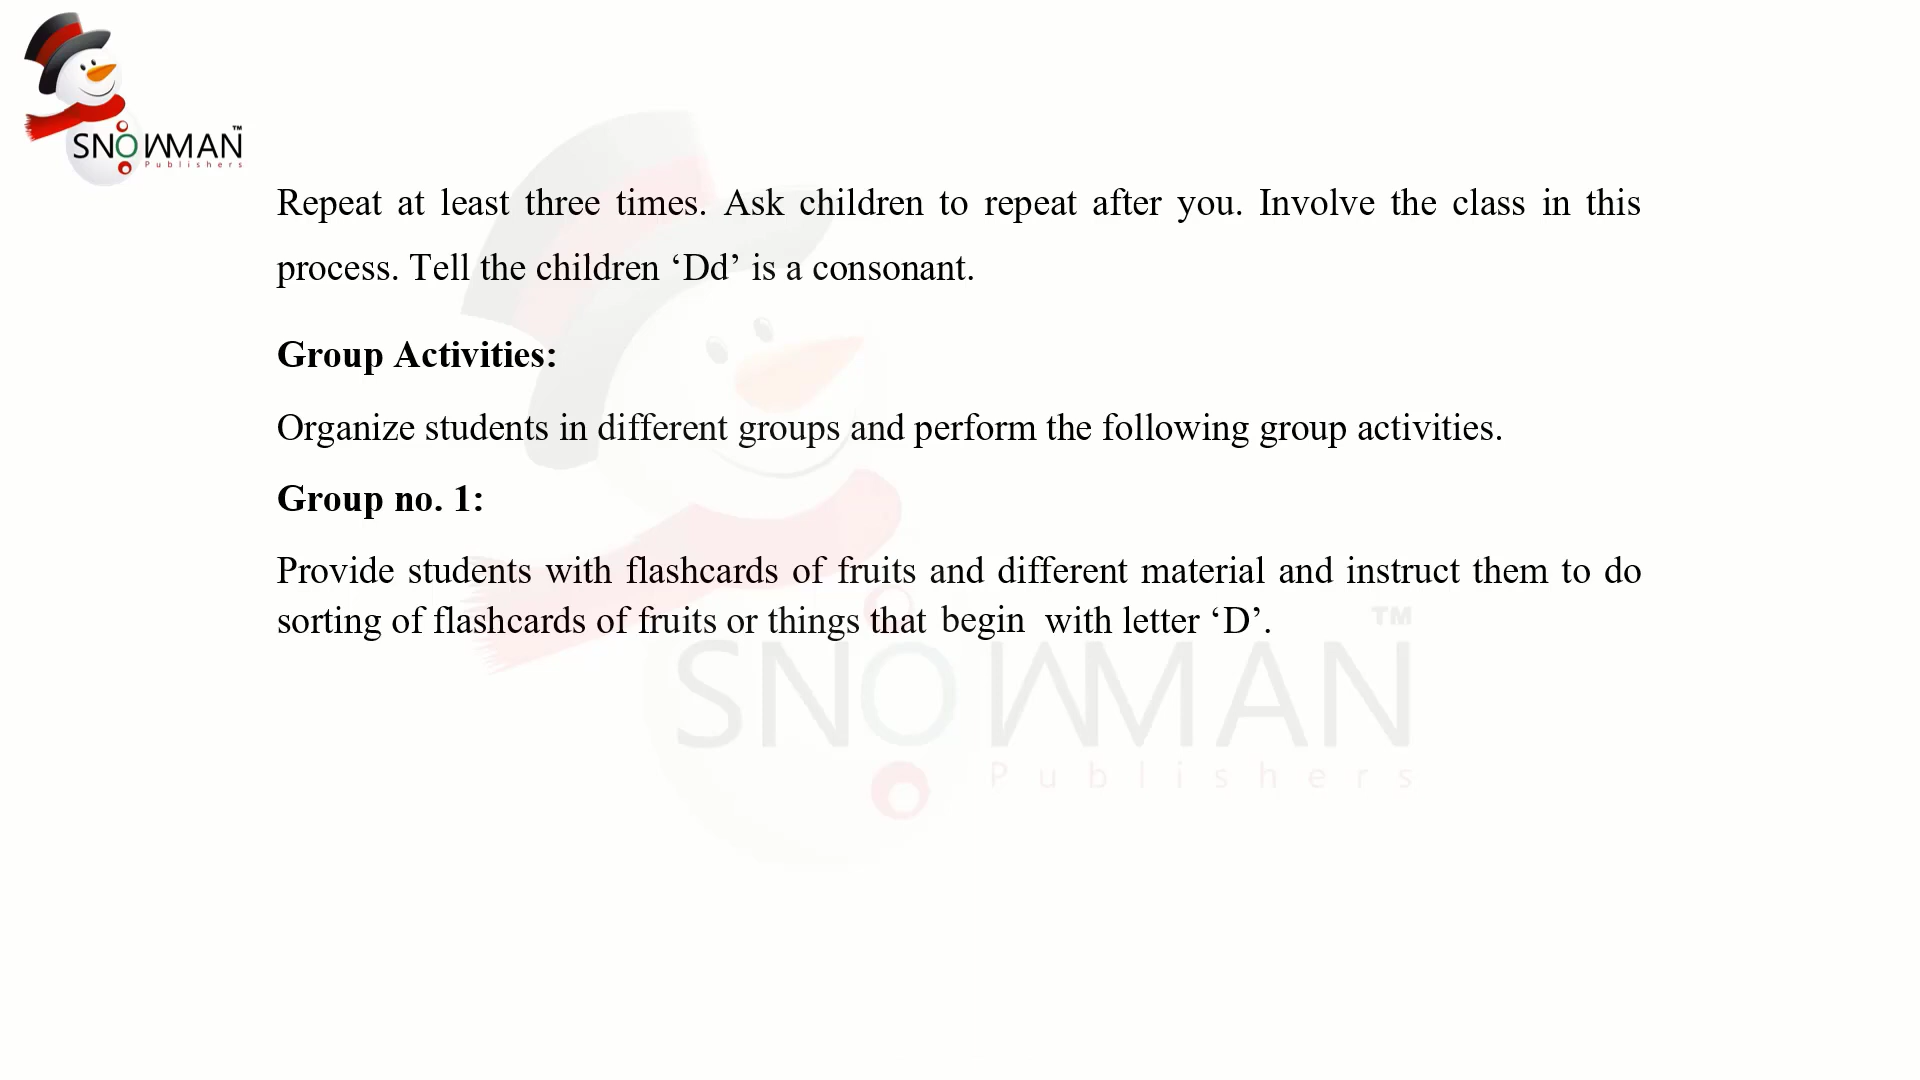 SNOWMAN™
Publishers
Repeat at least three times. Ask children to repeat after you. Involve the class in this
process. Tell the children ‘Dd’ is a consonant.
Group Activities:
Organize students in different groups and perform the following group activities.
Group no. 1:
Provide students with flashcards of fruits and different material and instruct them to do
sorting of flashcards of fruits or things that begin with letter ‘D’.
SNOWMAN™
Publishers